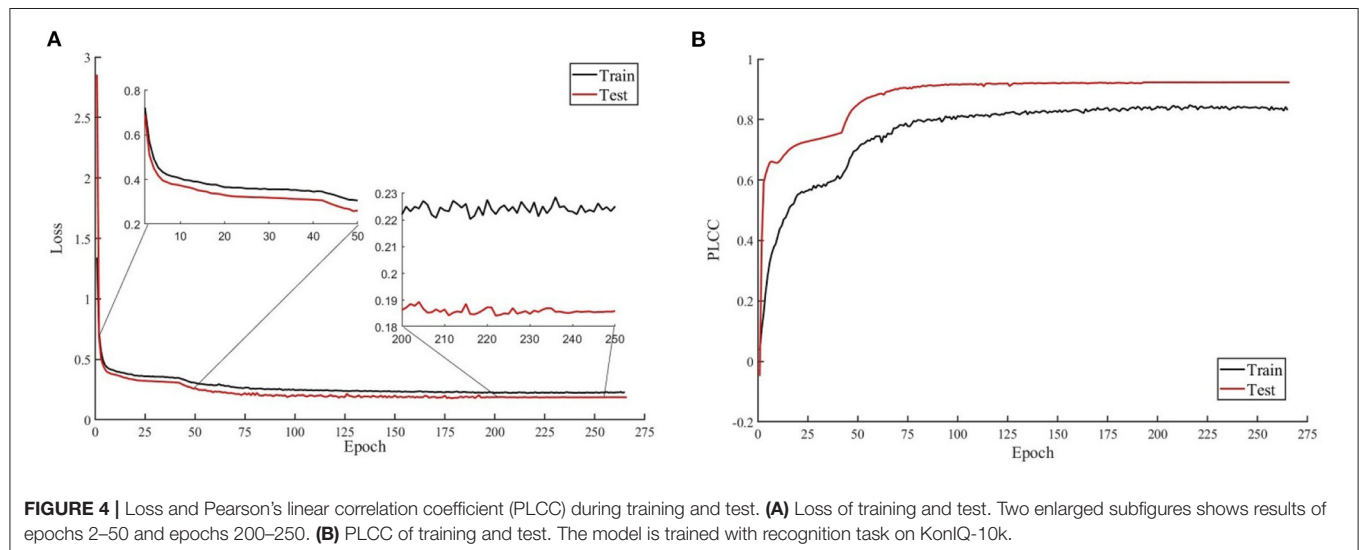 A
3
2.5
2
1.5
1
0.5
0
0 25 50 75 100 125 150 175 200 225 250 275
Loss
Epoch
Train
Test
0.8
0.6
0.4
0.2
10 20 30 40 50
0.23
0.22
0.21
0.2
0.19
0.18
200 210 220 230 240 250
B
1
0.8
0.6
0.4
0.2
0
-0.2
0 25 50 75 100 125 150 175 200 225 250 275
PLCC
Epoch
Train
Test
FIGURE 4 | Loss and Pearson's linear correlation coefficient (PLCC) during training and test. (A) Loss of training and test. Two enlarged subfigures shows results of
epochs 2–50 and epochs 200–250. (B) PLCC of training and test. The model is trained with recognition task on KonIQ-10k.